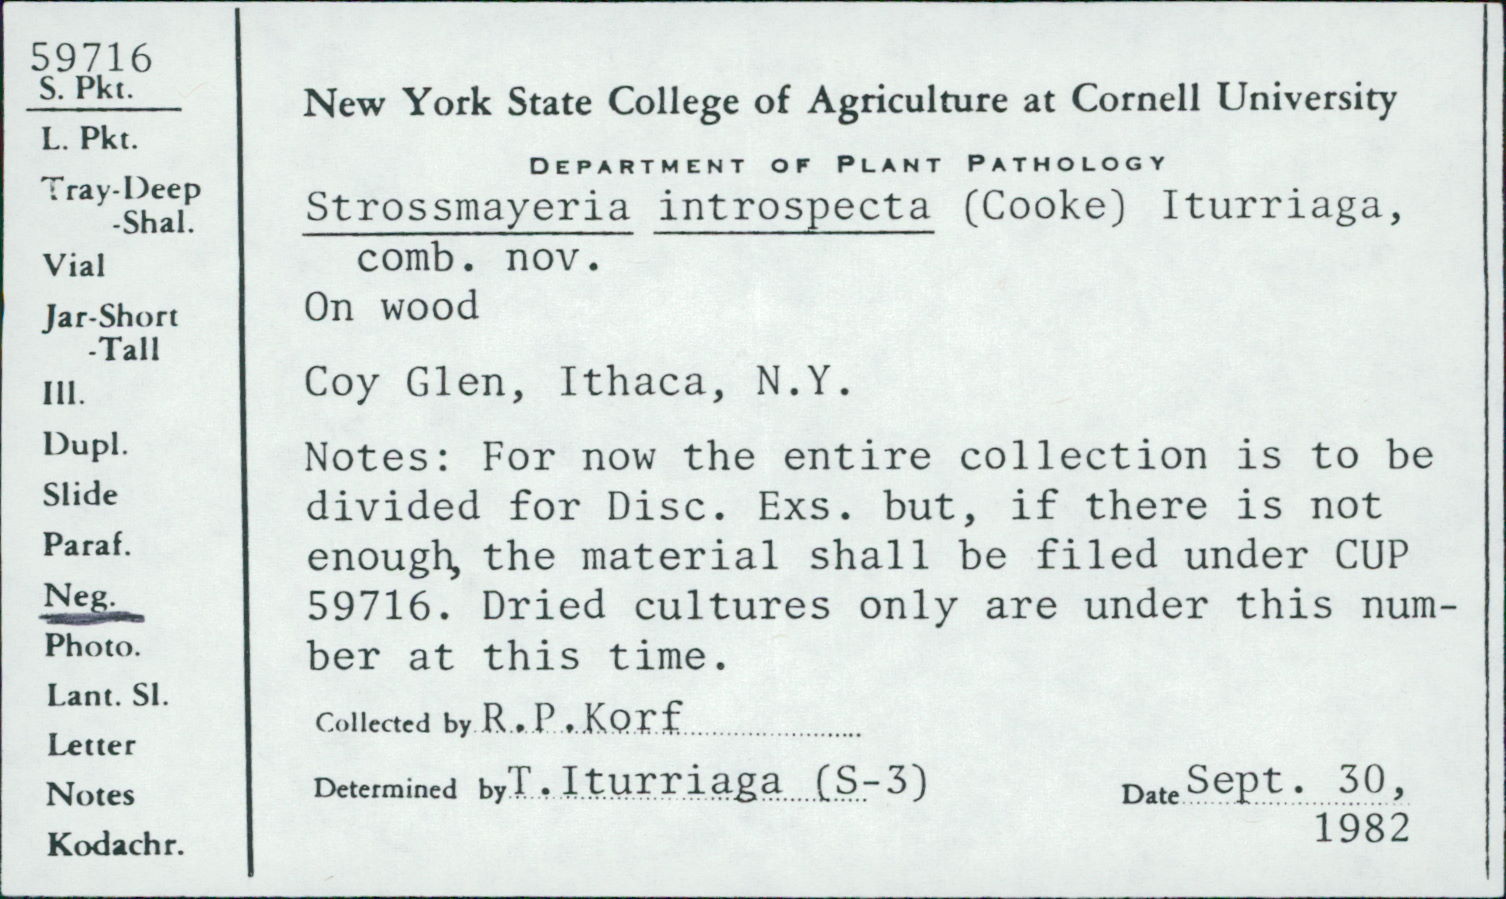 59716
S. Pkt.
L. Pkt.
Tray-Deep
-Shal.
Vial
Jar-Short
-Tall
Ill.
Dupl.
Slide
Paraf.
Neg.
Photo.
Lant. Sl.
Letter
Notes
Kodachr.
New York State College of Agriculture at Cornell University
DEPARTMENT OF PLANT PATHOLOGY
Strossmayeria introspecta (Cooke) Iturriaga,
comb. nov.
On wood
Coy Glen, Ithaca, N.Y.
Notes: For now the entire collection is to be
divided for Disc. Exs. but, if there is not
enough, the material shall be filed under CUP
59716. Dried cultures only are under this num-
ber at this time.
Collected by R.P.Korf
Determined by T.Iturriaga (S-3)
Date Sept. 30,
1982